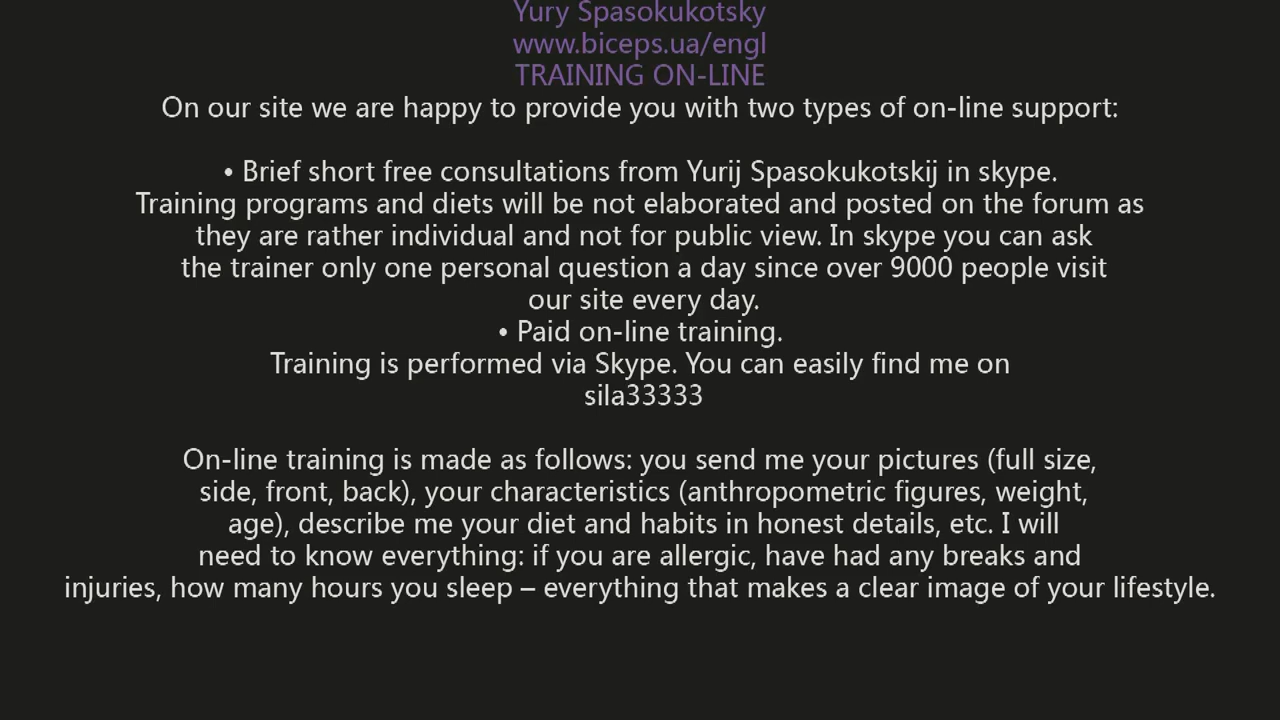 Yury Spasokukotsky
www.biceps.ua/engl
TRAINING ON-LINE
On our site we are happy to provide you with two types of on-line support:
• Brief short free consultations from Yurij Spasokukotskij in skype.
Training programs and diets will be not elaborated and posted on the forum as
they are rather individual and not for public view. In skype you can ask
the trainer only one personal question a day since over 9000 people visit
our site every day.
• Paid on-line training.
Training is performed via Skype. You can easily find me on
sila33333
On-line training is made as follows: you send me your pictures (full size,
side, front, back), your characteristics (anthropometric figures, weight,
age), describe me your diet and habits in honest details, etc. I will
need to know everything: if you are allergic, have had any breaks and
injuries, how many hours you sleep – everything that makes a clear image of your lifestyle.